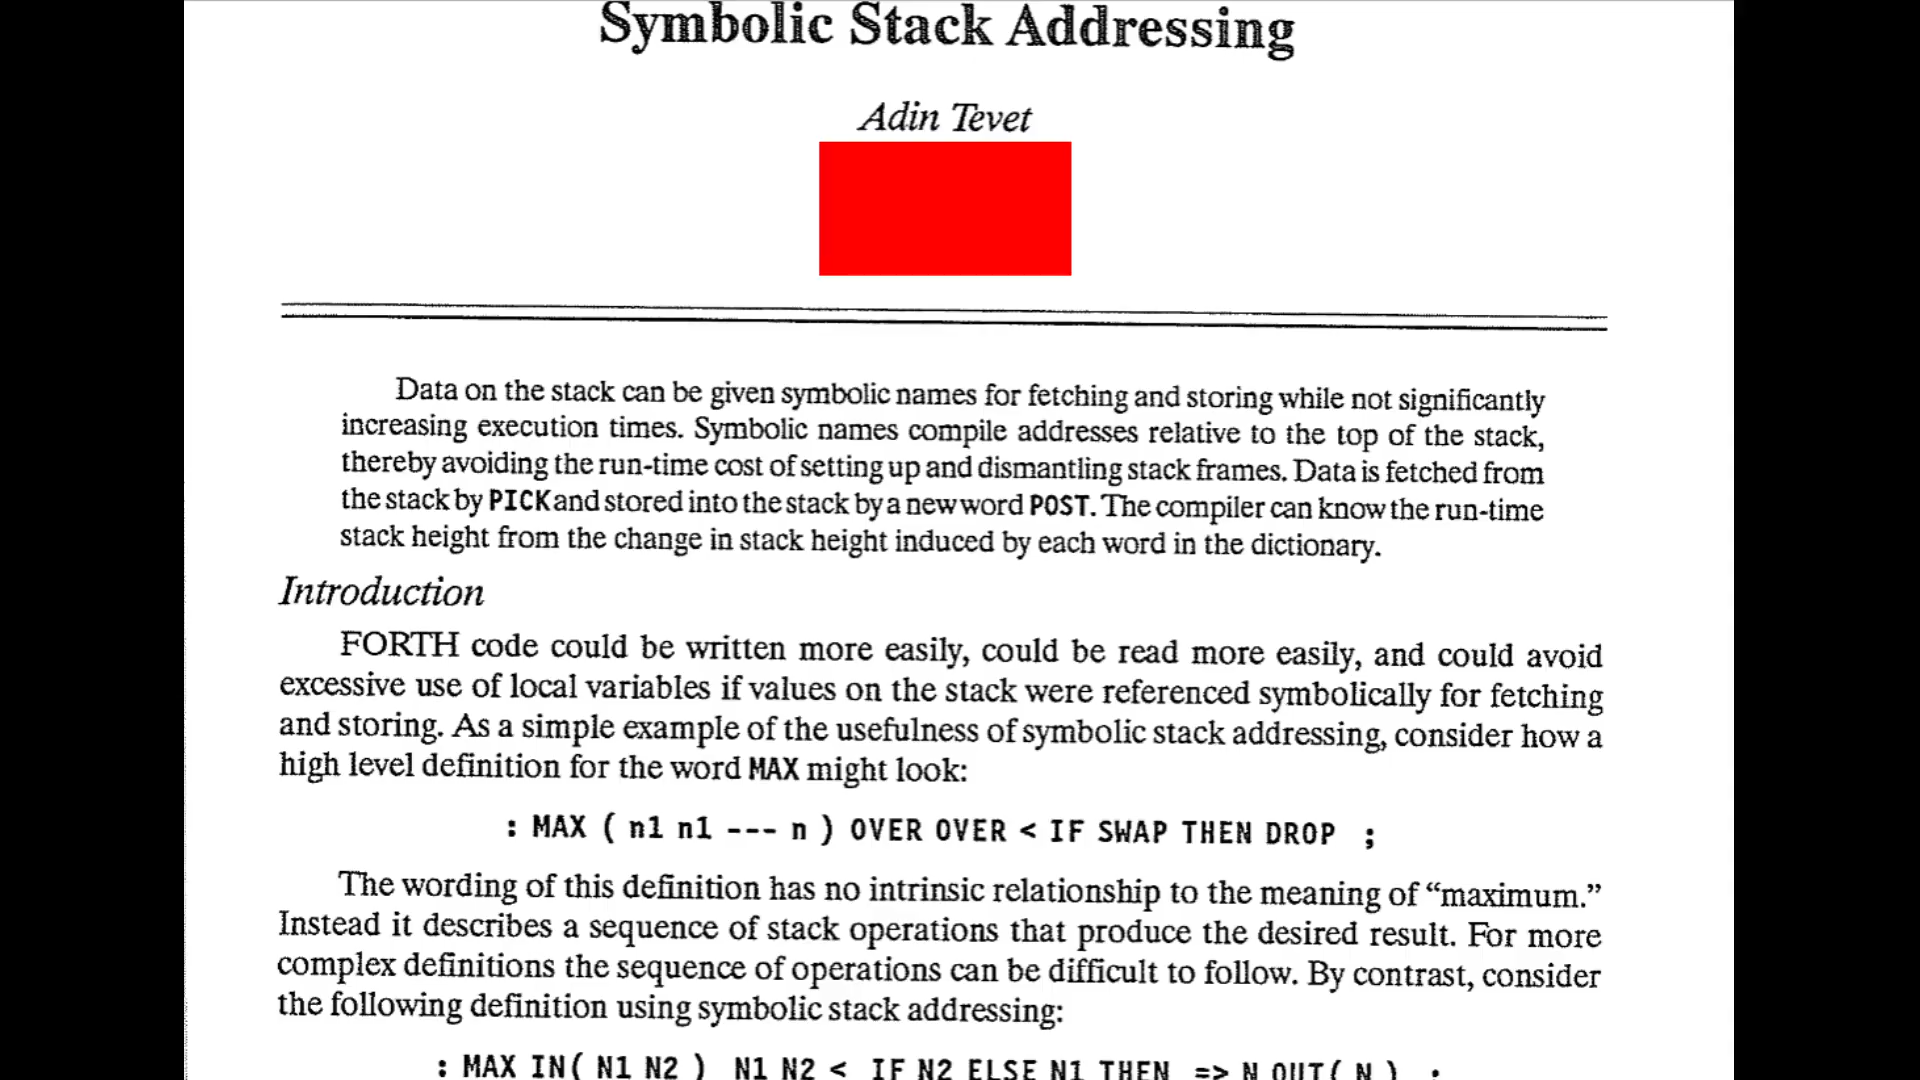 Symbolic Stack Addressing
Adin Tevet
Data on the stack can be given symbolic names for fetching and storing while not significantly
increasing execution times. Symbolic names compile addresses relative to the top of the stack,
thereby avoiding the run-time cost of setting up and dismantling stack frames. Data is fetched from
the stack by PICK and stored into the stack by a new word POST. The compiler can know the run-time
stack height from the change in stack height induced by each word in the dictionary.
Introduction
FORTH code could be written more easily, could be read more easily, and could avoid
excessive use of local variables if values on the stack were referenced symbolically for fetching
and storing. As a simple example of the usefulness of symbolic stack addressing, consider how a
high level definition for the word MAX might look:
: MAX ( n1 n1 --- n ) OVER OVER < IF SWAP THEN DROP ;
The wording of this definition has no intrinsic relationship to the meaning of “maximum.”
Instead it describes a sequence of stack operations that produce the desired result. For more
complex definitions the sequence of operations can be difficult to follow. By contrast, consider
the following definition using symbolic stack addressing:
: MAX IN( N1 N2 ) N1 N2 < IF N2 ELSE N1 THEN => N OUT( N ) ;